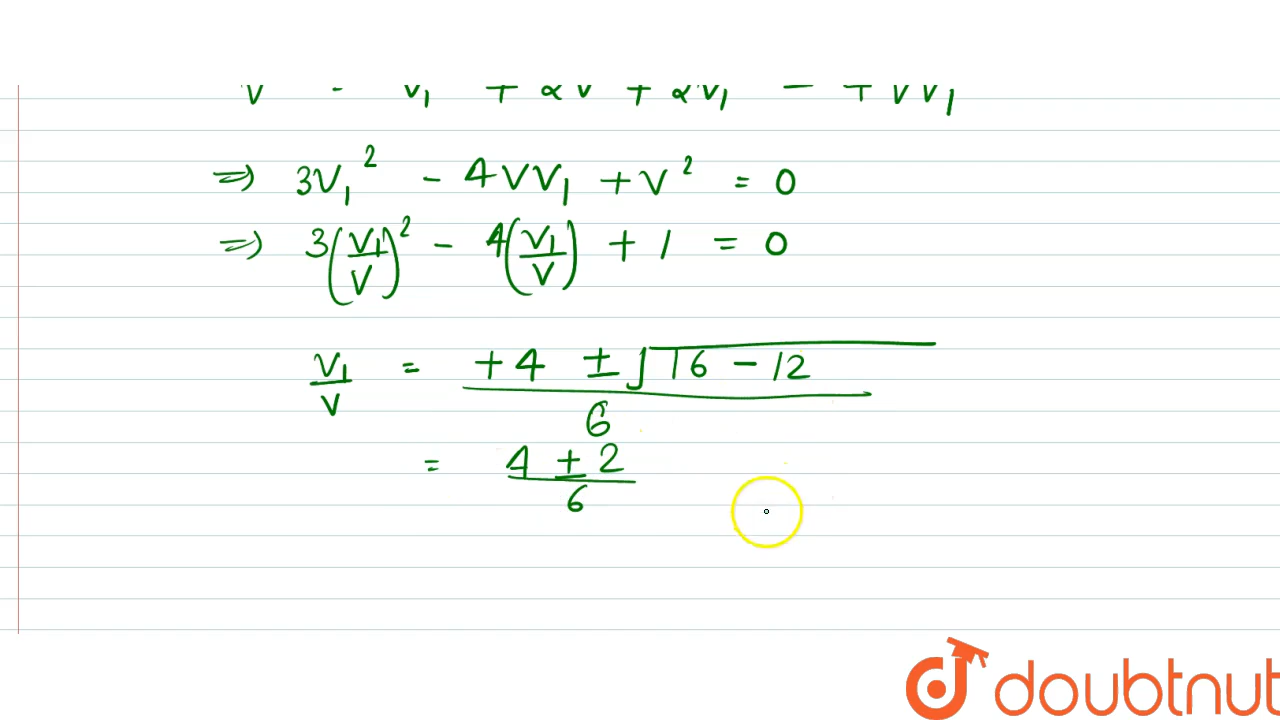 ⇒ 3V₁² - 4VV₁ + V² = 0
⇒ 3(V₁/V)² - 4(V₁/V) + 1 = 0
V₁/V = (+4 ± √(16 - 12))/6
= (4 ± 2)/6
doubtnut